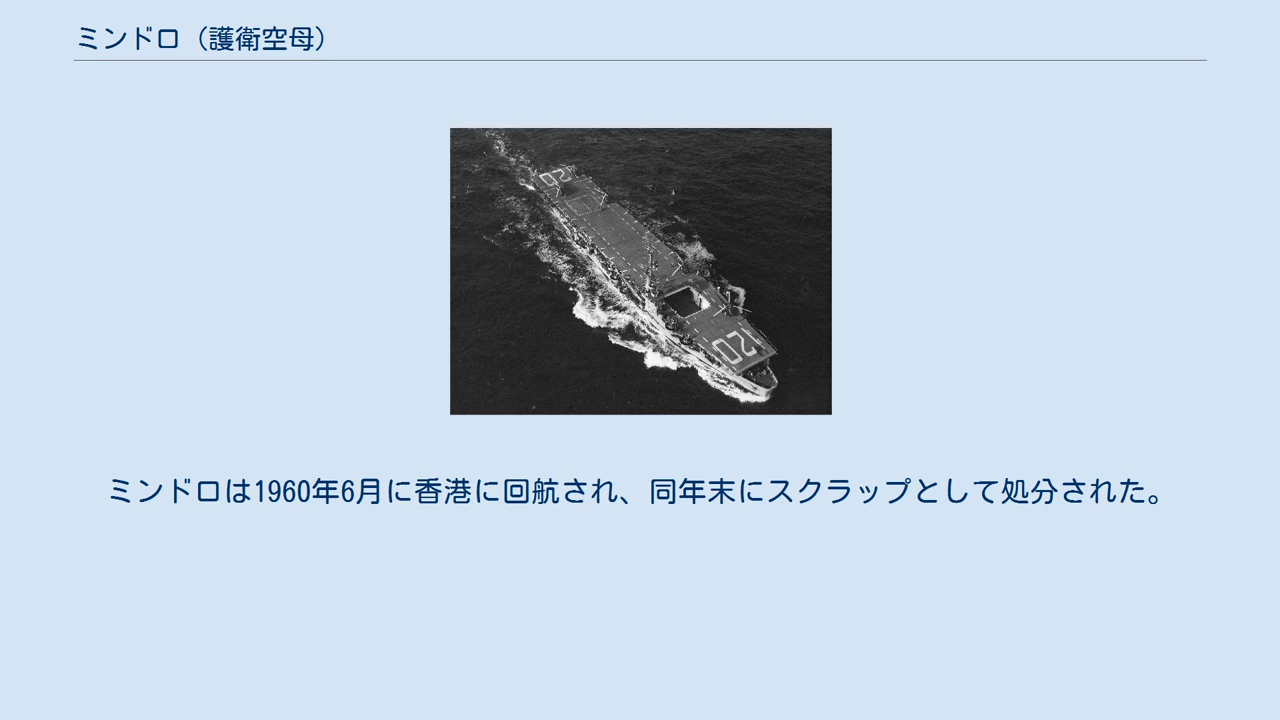 ミンドロ（護衛空母）
20
120
ミンドロは1960年6月に香港に回航され、同年末にスクラップとして処分された。